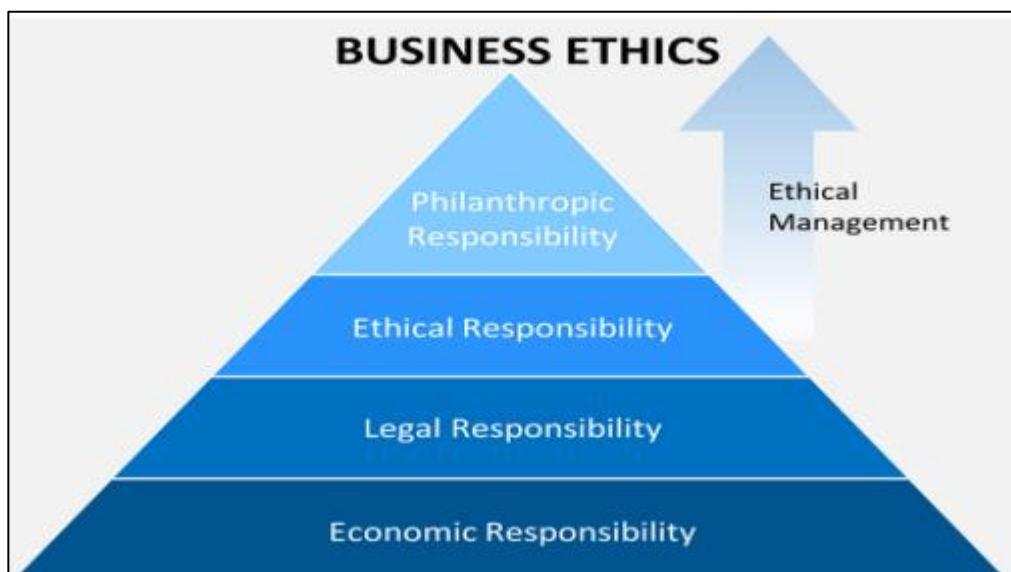 BUSINESS ETHICS
Philanthropic
Responsibility
Ethical
Management
Ethical Responsibility
Legal Responsibility
Economic Responsibility